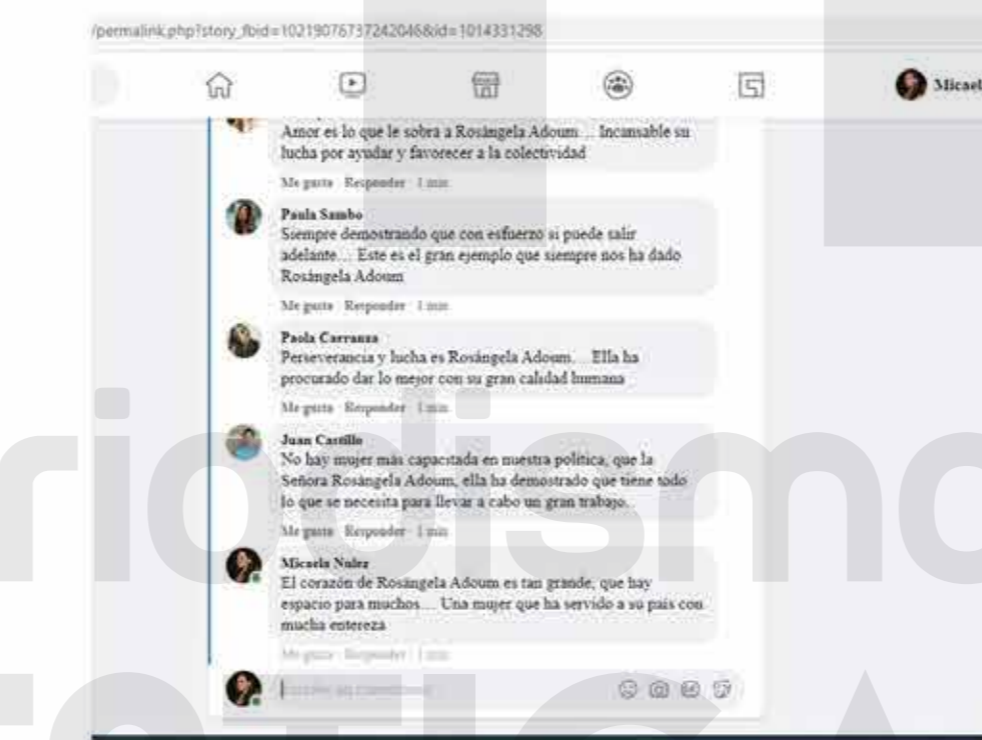 /permalink.php?story_fbid=10219076737242046&id=1014331298
Micael
Amor es lo que le sobra a Rosángela Adoum.... Incansable su
lucha por ayudar y favorecer a la colectividad
Me gusta · Responder · 1 min
Paula Sambo
Siempre demostrando que con esfuerzo si puede salir
adelante.... Este es el gran ejemplo que siempre nos ha dado
Rosángela Adoum
Me gusta · Responder · 1 min
Paola Carranza
Perseverancia y lucha es Rosángela Adoum.... Ella ha
procurado dar lo mejor con su gran calidad humana
Me gusta · Responder · 1 min
Juan Castillo
No hay mujer más capacitada en nuestra política, que la
Señora Rosángela Adoum, ella ha demostrado que tiene todo
lo que se necesita para llevar a cabo un gran trabajo..
Me gusta · Responder · 1 min
Micaela Nuñez
El corazón de Rosángela Adoum es tan grande, que hay
espacio para muchos.... Una mujer que ha servido a su país con
mucha entereza
Me gusta · Responder · 1 min
riodismo